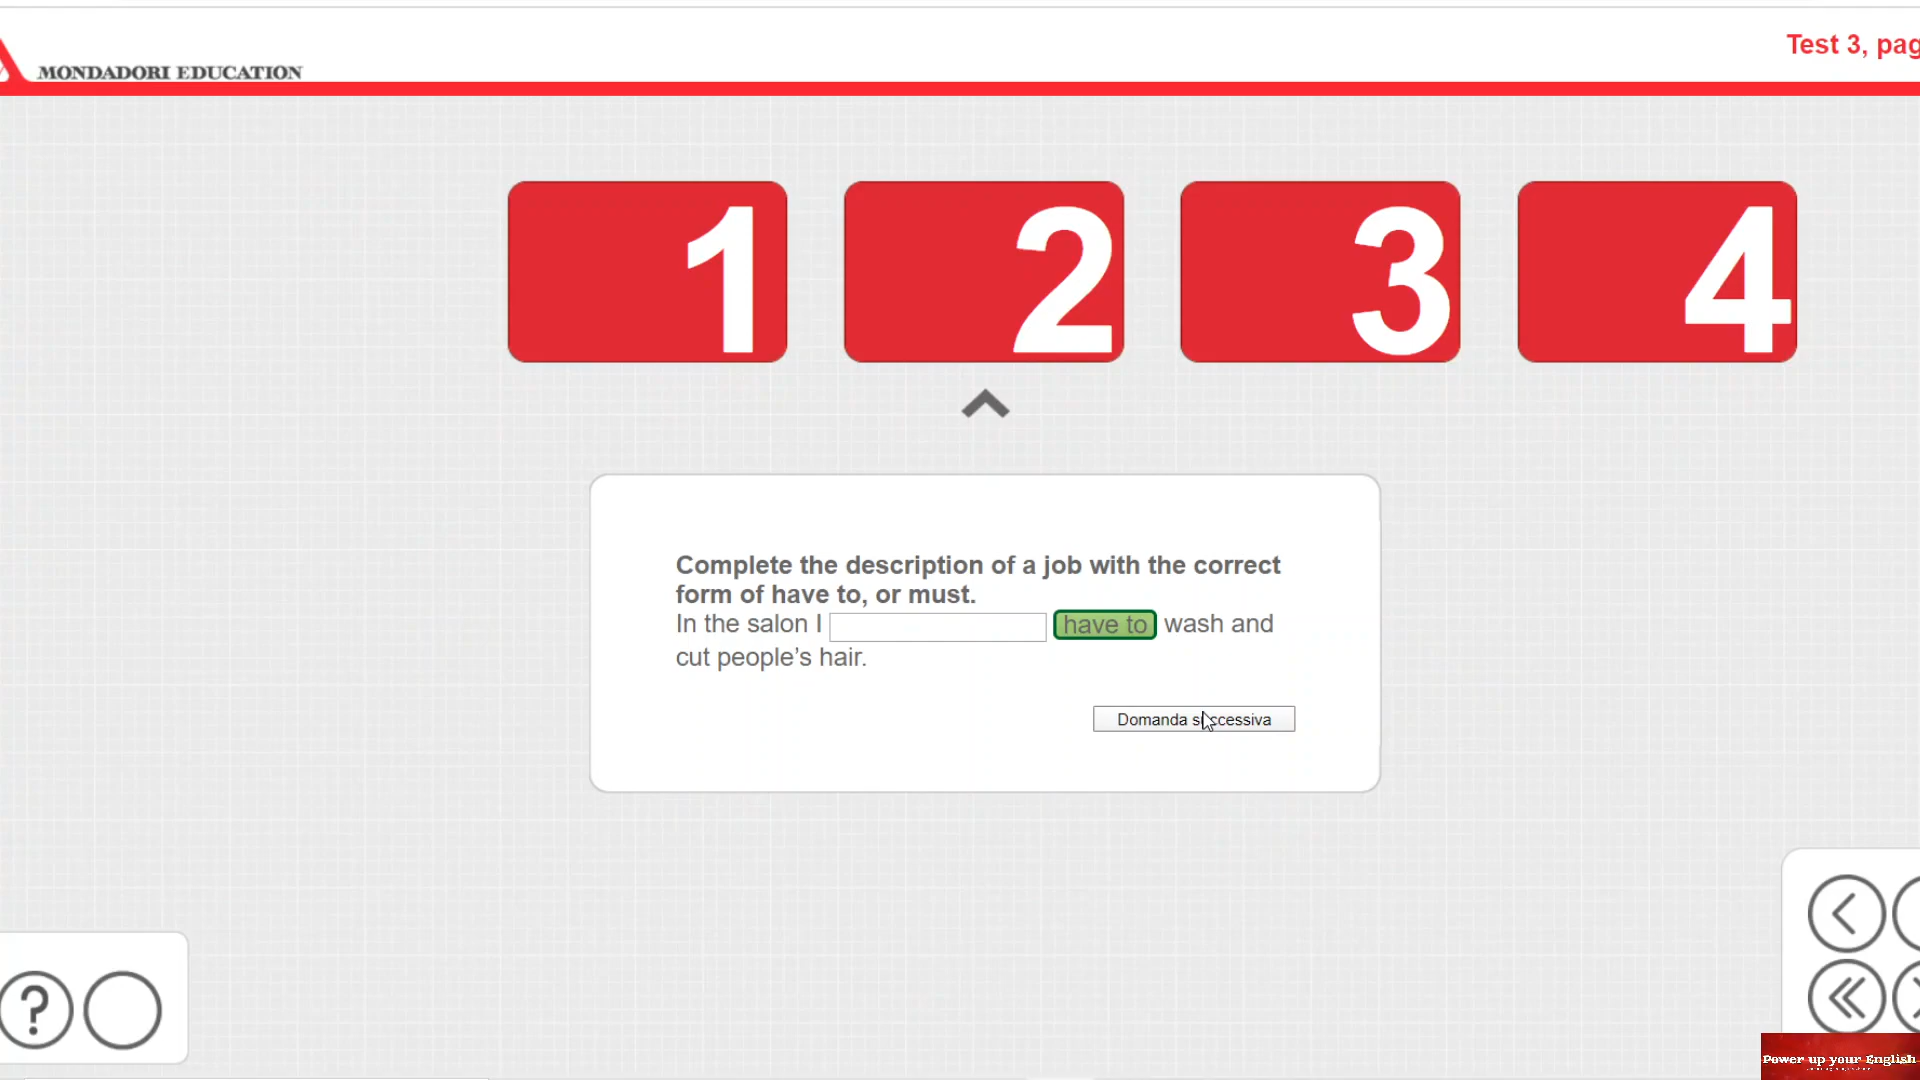 Test 3, pag
MONDADORI EDUCATION
1 2 3 4
Complete the description of a job with the correct
form of have to, or must.
In the salon I have to wash and
cut people’s hair.
Domanda successiva
?
Power up your English